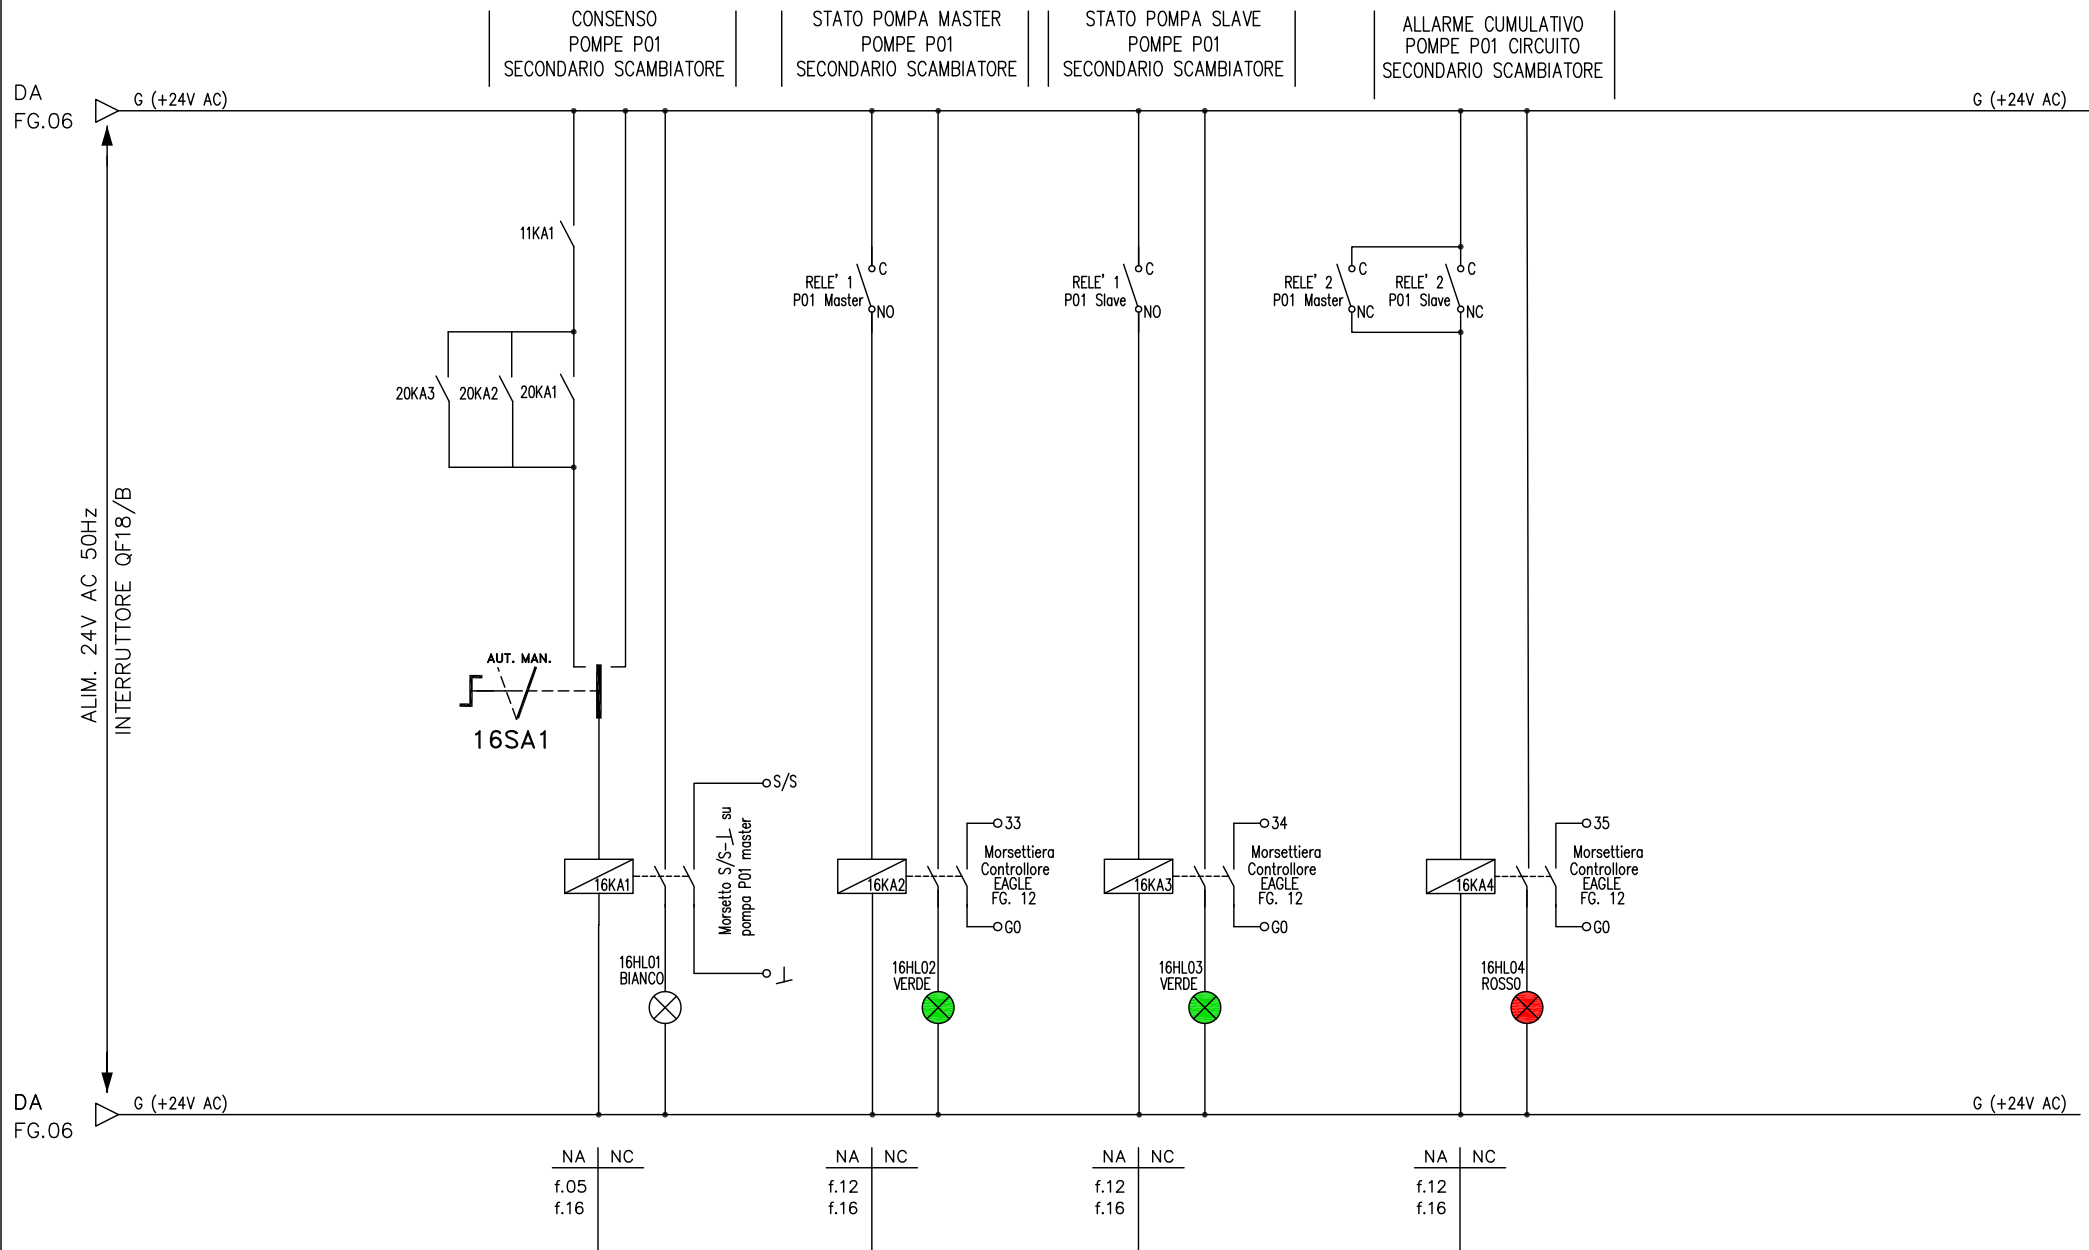 CONSENSO
POMPE P01
SECONDARIO SCAMBIATORE
STATO POMPA MASTER
POMPE P01
SECONDARIO SCAMBIATORE
STATO POMPA SLAVE
POMPE P01
SECONDARIO SCAMBIATORE
ALLARME CUMULATIVO
POMPE P01 CIRCUITO
SECONDARIO SCAMBIATORE
DA
FG.06
G (+24V AC)
G (+24V AC)
11KA1
RELE' 1
P01 Master
C
NO
RELE' 1
P01 Slave
C
NO
RELE' 2
P01 Master
C
NC
RELE' 2
P01 Slave
C
NC
20KA3
20KA2
20KA1
ALIM. 24V AC 50Hz
INTERRUTTORE QF18/B
AUT. MAN.
16SA1
S/S
Morsetto S/S-⊥ su
pompa P01 master
⊥
16KA1
16HL01
BIANCO
33
Morsettiera
Controllore
EAGLE
FG. 12
G0
16KA2
16HL02
VERDE
34
Morsettiera
Controllore
EAGLE
FG. 12
G0
16KA3
16HL03
VERDE
35
Morsettiera
Controllore
EAGLE
FG. 12
G0
16KA4
16HL04
ROSSO
DA
FG.06
G (+24V AC)
G (+24V AC)
NA NC
f.05
f.16
NA NC
f.12
f.16
NA NC
f.12
f.16
NA NC
f.12
f.16